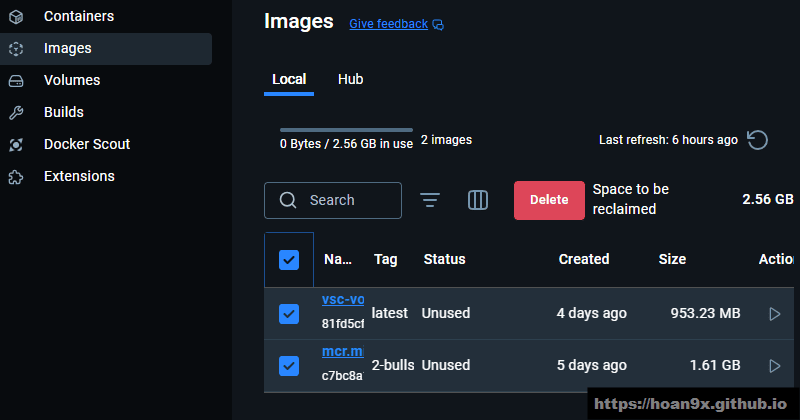 Containers
Images
Volumes
Builds
Docker Scout
Extensions
Images Give feedback
Local Hub
0 Bytes / 2.56 GB in use 2 images Last refresh: 6 hours ago
Search Delete Space to be reclaimed 2.56 GB
Na... Tag Status Created Size Actio
vsc-vo
81fd5cf latest Unused 4 days ago 953.23 MB
mcr.m
c7bc8a 2-bulls Unused 5 days ago 1.61 GB
https://hoan9x.github.io